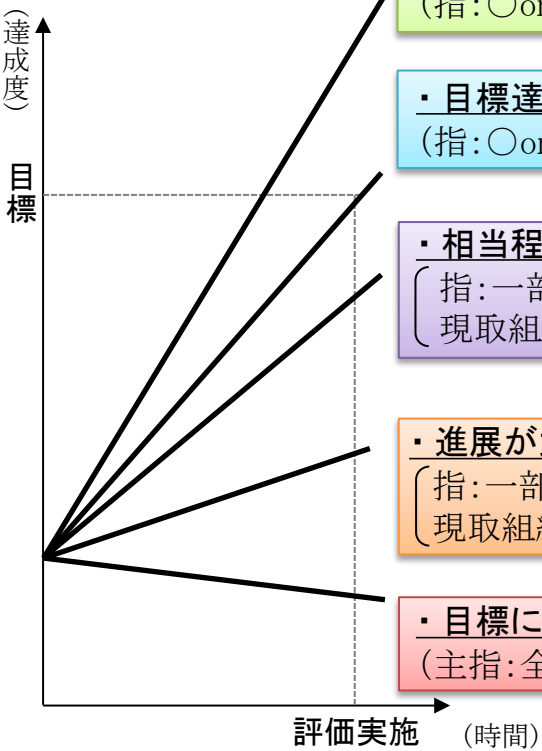 (達成度)
目標
(指:○or
・目標達
(指:○or
・相当程
指:一部
現取組
・進展が
指:一部
現取組
・目標に
(主指:全
評価実施
(時間)